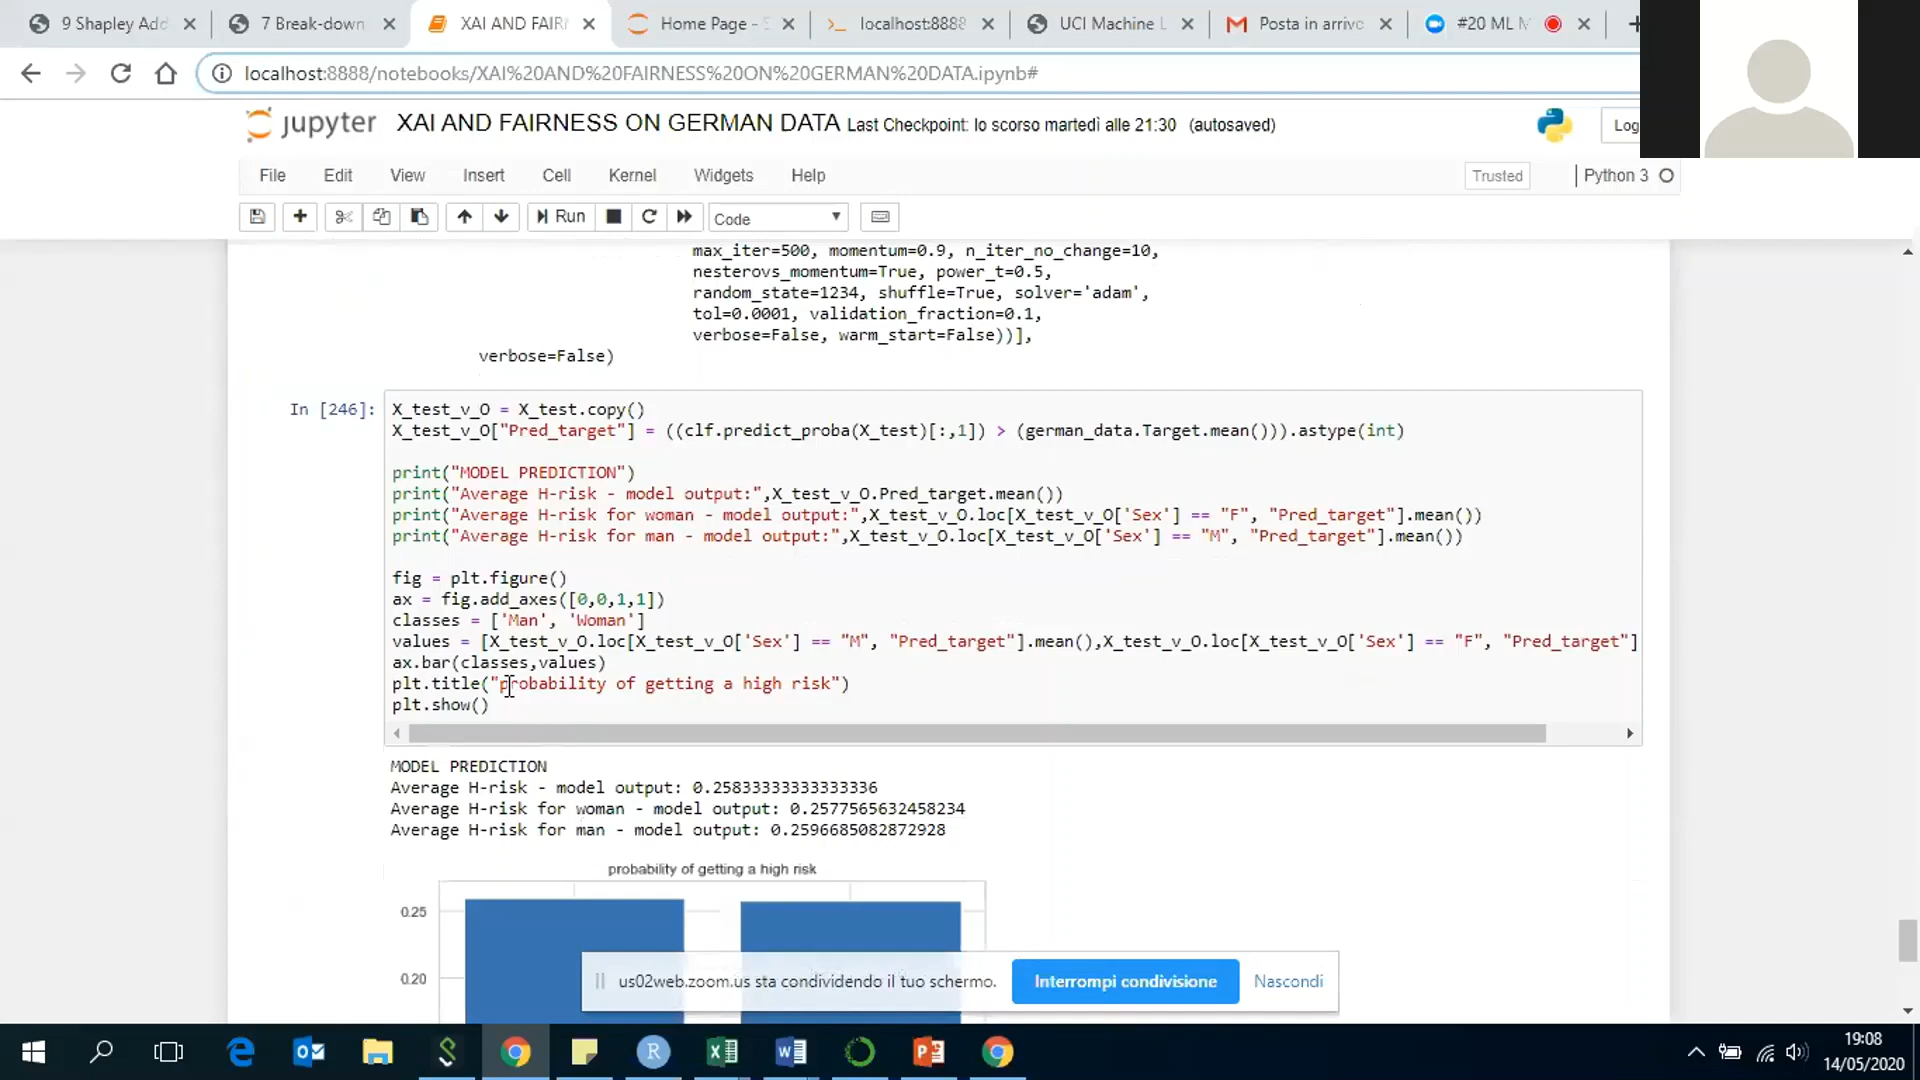 9 Shapley Add
7 Break-down
XAI AND FAIRN
Home Page -
localhost:8888
UCI Machine L
Posta in arrivo
#20 ML M
localhost:8888/notebooks/XAI%20AND%20FAIRNESS%20ON%20GERMAN%20DATA.ipynb#
jupyter XAI AND FAIRNESS ON GERMAN DATA Last Checkpoint: lo scorso martedì alle 21:30 (autosaved)
Log
File Edit View Insert Cell Kernel Widgets Help
Trusted
Python 3
Run
Code
max_iter=500, momentum=0.9, n_iter_no_change=10,
nesterovs_momentum=True, power_t=0.5,
random_state=1234, shuffle=True, solver='adam',
tol=0.0001, validation_fraction=0.1,
verbose=False, warm_start=False))],
verbose=False)
In [246]:
X_test_v_O = X_test.copy()
X_test_v_O["Pred_target"] = ((clf.predict_proba(X_test)[:,1]) > (german_data.Target.mean())).astype(int)
print("MODEL PREDICTION")
print("Average H-risk - model output:",X_test_v_O.Pred_target.mean())
print("Average H-risk for woman - model output:",X_test_v_O.loc[X_test_v_O['Sex'] == "F", "Pred_target"].mean())
print("Average H-risk for man - model output:",X_test_v_O.loc[X_test_v_O['Sex'] == "M", "Pred_target"].mean())
fig = plt.figure()
ax = fig.add_axes([0,0,1,1])
classes = ['Man', 'Woman']
values = [X_test_v_O.loc[X_test_v_O['Sex'] == "M", "Pred_target"].mean(),X_test_v_O.loc[X_test_v_O['Sex'] == "F", "Pred_target"]
ax.bar(classes,values)
plt.title("probability of getting a high risk")
plt.show()
MODEL PREDICTION
Average H-risk - model output: 0.25833333333333336
Average H-risk for woman - model output: 0.2577565632458234
Average H-risk for man - model output: 0.2596685082872928
probability of getting a high risk
0.25
0.20
us02web.zoom.us sta condividendo il tuo schermo.
Interrompi condivisione
Nascondi
19:08
14/05/2020